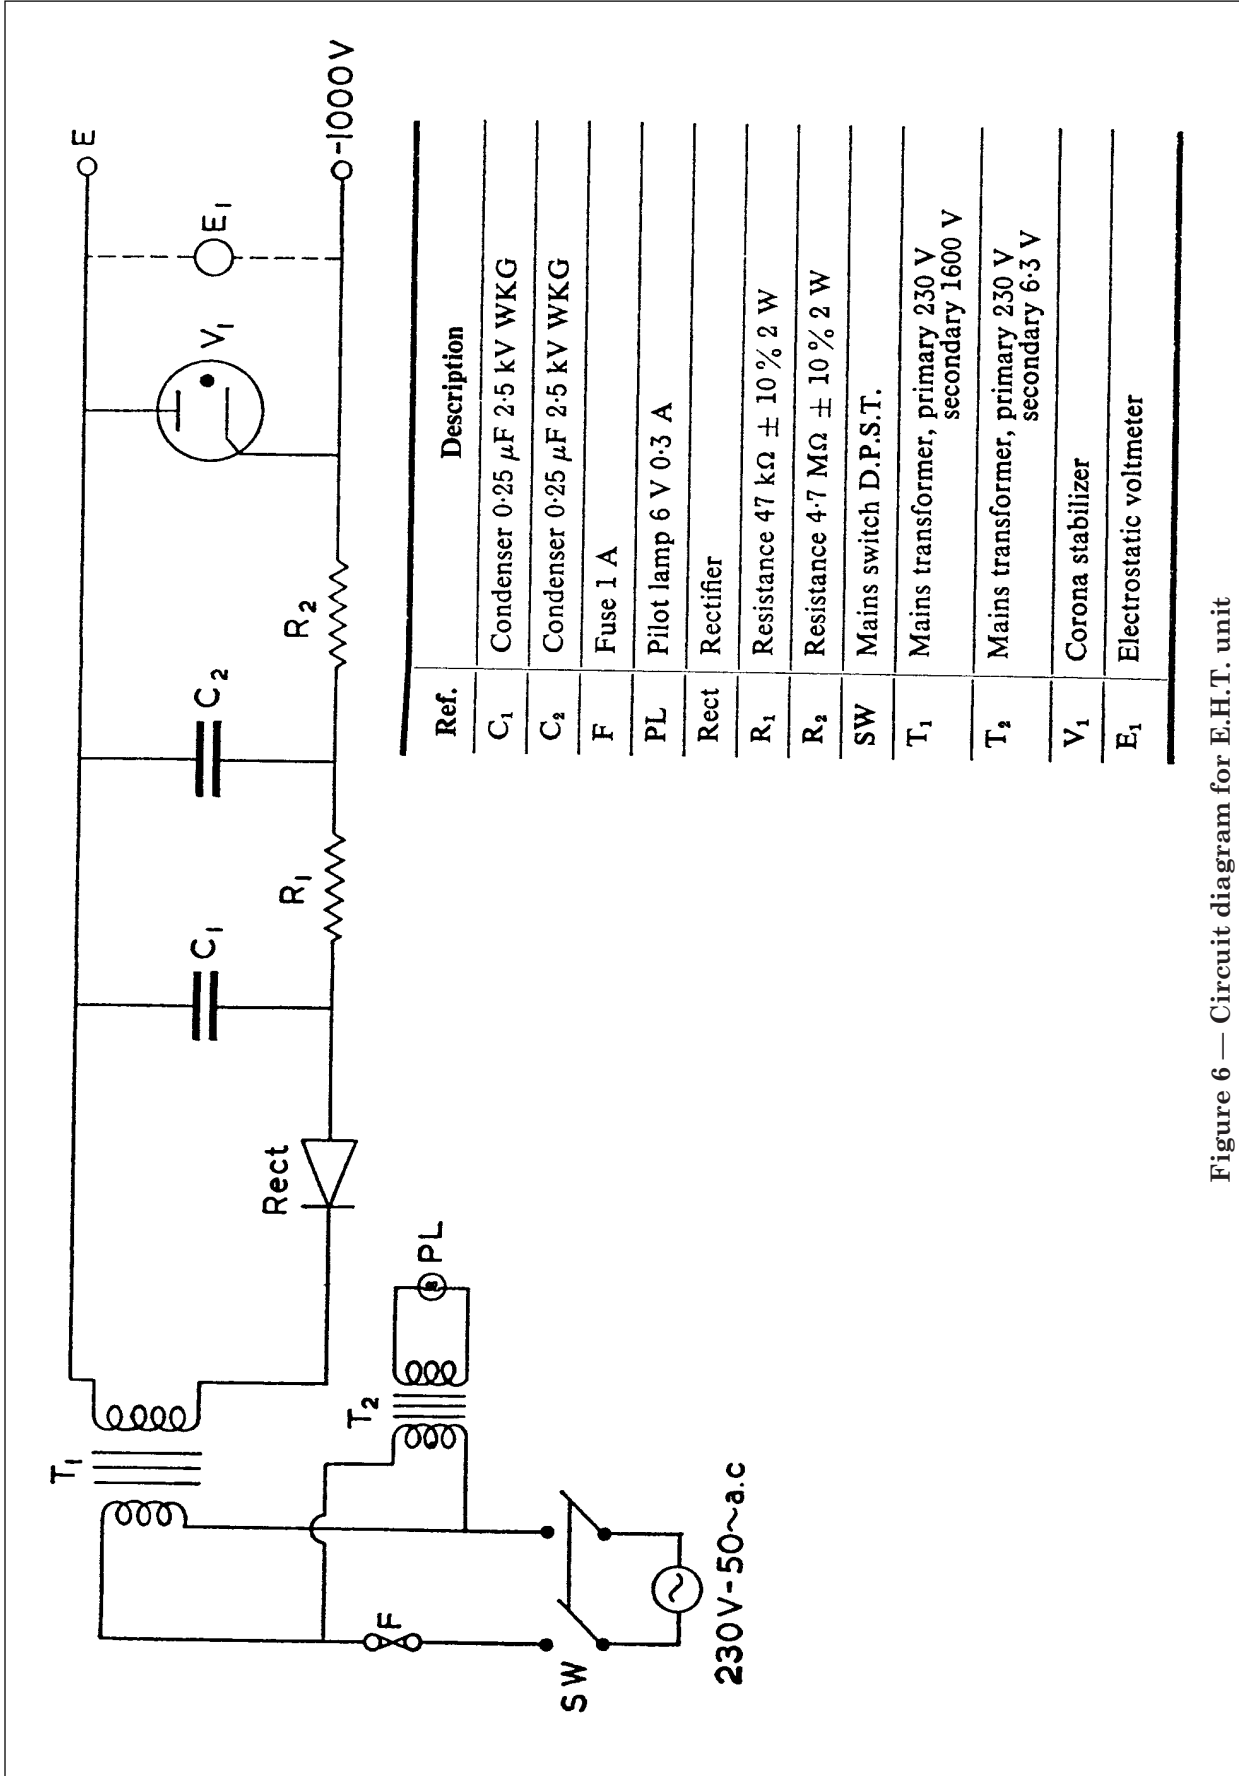 E
-1000V
E₁
V₁
R₂
C₂
R₁
C₁
Rect
T₁
T₂
PL
F
SW
230V-50~a.c
Ref. Description
C₁ Condenser 0·25 μF 2·5 kV WKG
C₂ Condenser 0·25 μF 2·5 kV WKG
F Fuse 1 A
PL Pilot lamp 6 V 0·3 A
Rect Rectifier
R₁ Resistance 47 kΩ ± 10% 2 W
R₂ Resistance 4·7 MΩ ± 10% 2 W
SW Mains switch D.P.S.T.
T₁ Mains transformer, primary 230 V
secondary 1600 V
T₂ Mains transformer, primary 230 V
secondary 6·3 V
V₁ Corona stabilizer
E₁ Electrostatic voltmeter
Figure 6 — Circuit diagram for E.H.T. unit